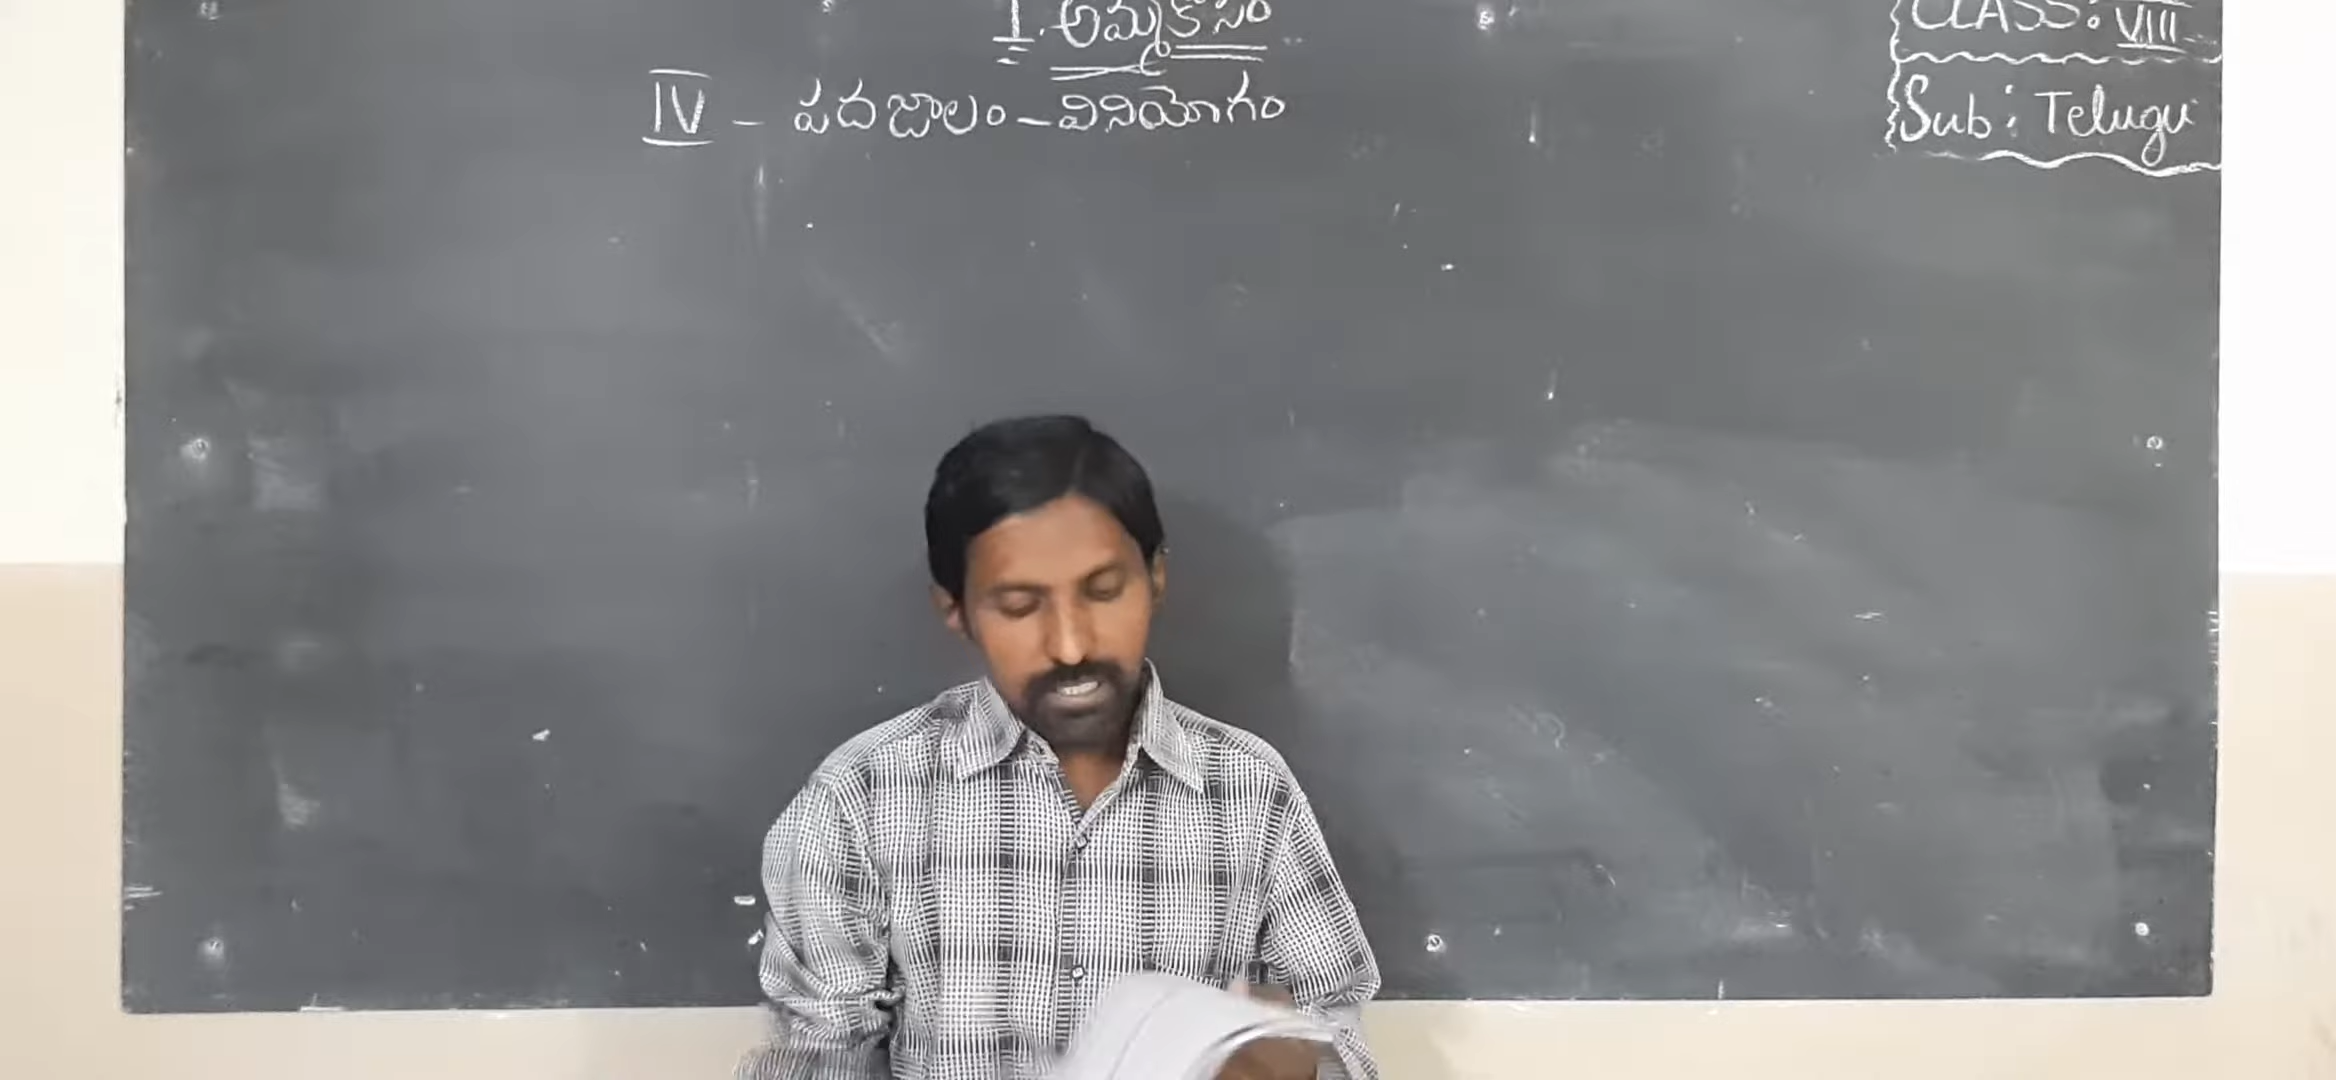 I. అమ్మకోసం
IV - పదజాలం - వినియోగం
CLASS: VIII
Sub: Telugu